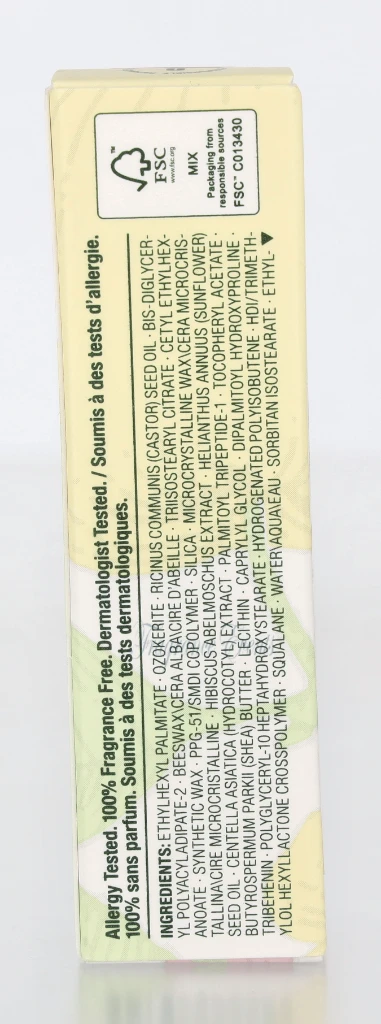 FSC
www.fsc.org
MIX
Packaging from
responsible sources
FSC™ C013430
Allergy Tested. 100% Fragrance Free. Dermatologist Tested. / Soumis à des tests d'allergie.
100% sans parfum. Soumis à des tests dermatologiques.
INGREDIENTS: ETHYLHEXYL PALMITATE · OZOKERITE · RICINUS COMMUNIS (CASTOR) SEED OIL · BIS-DIGLYCER-
YL POLYACYLADIPATE-2 · BEESWAX\CERA ALBA\CIRE D'ABEILLE · TRIISOSTEARYL CITRATE · CETYL ETHYLHEX-
ANOATE · SYNTHETIC WAX · PPG-51/SMDI COPOLYMER · SILICA · MICROCRYSTALLINE WAX\CERA MICROCRIS-
TALLINA\CIRE MICROCRISTALLINE · HIBISCUS ABELMOSCHUS EXTRACT · HELIANTHUS ANNUUS (SUNFLOWER)
SEED OIL · CENTELLA ASIATICA (HYDROCOTYL) EXTRACT · PALMITOYL TRIPEPTIDE-1 · TOCOPHERYL ACETATE ·
BUTYROSPERMUM PARKII (SHEA) BUTTER · LECITHIN · CAPRYLYL GLYCOL · DIPALMITOYL HYDROXYPROLINE ·
TRIBEHENIN · POLYGLYCERYL-10 HEPTAHYDROXYSTEARATE · HYDROGENATED POLYISOBUTENE · HDI/TRIMETH-
YLOL HEXYLLACTONE CROSSPOLYMER · SQUALANE · WATER\AQUA\EAU · SORBITAN ISOSTEARATE · ETHYL-▼